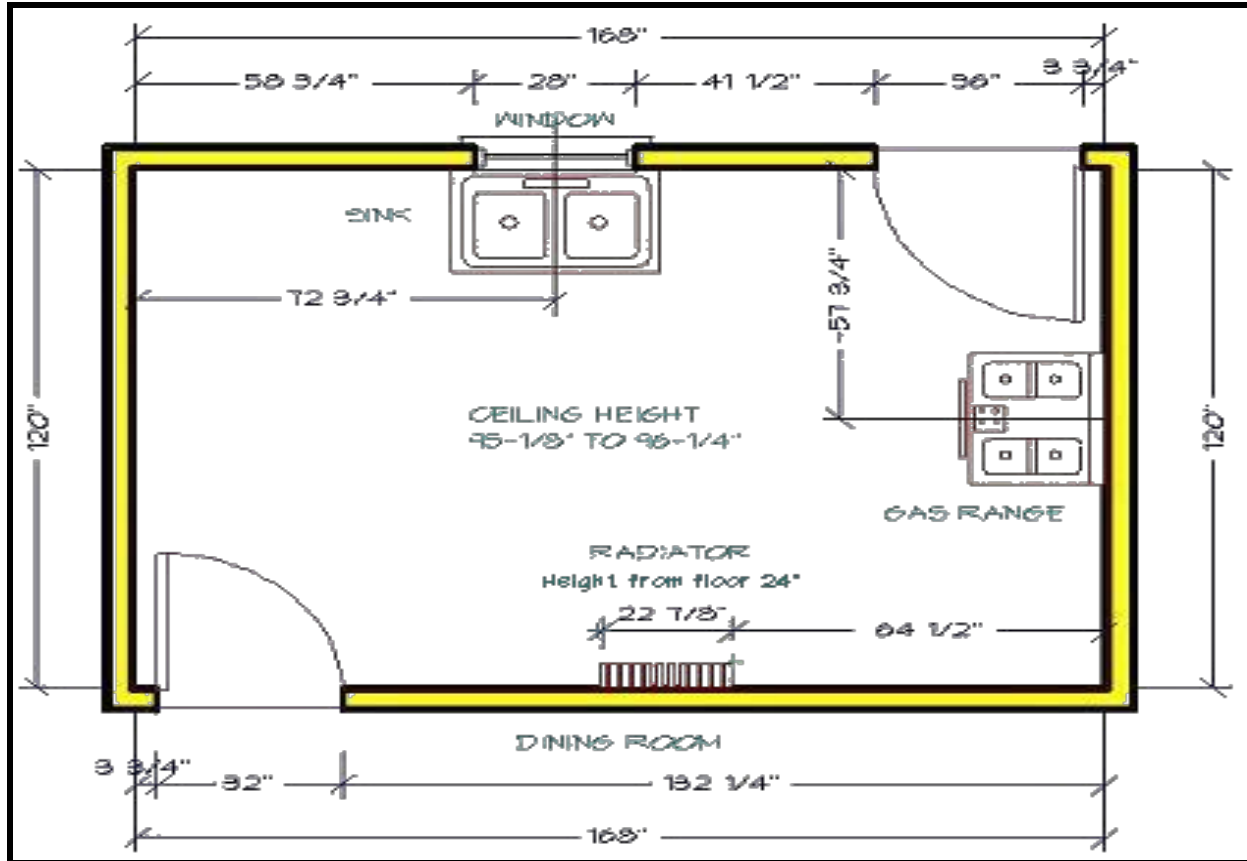 168"
58 3/4"
28"
41 1/2"
36"
3 3/4"
WINDOW
SINK
72 3/4"
57 3/4"
120"
120"
CEILING HEIGHT
95-1/8" TO 96-1/4"
GAS RANGE
RADIATOR
Height from floor 24"
22 7/8"
64 1/2"
DINING ROOM
3 3/4"
32"
132 1/4"
168"